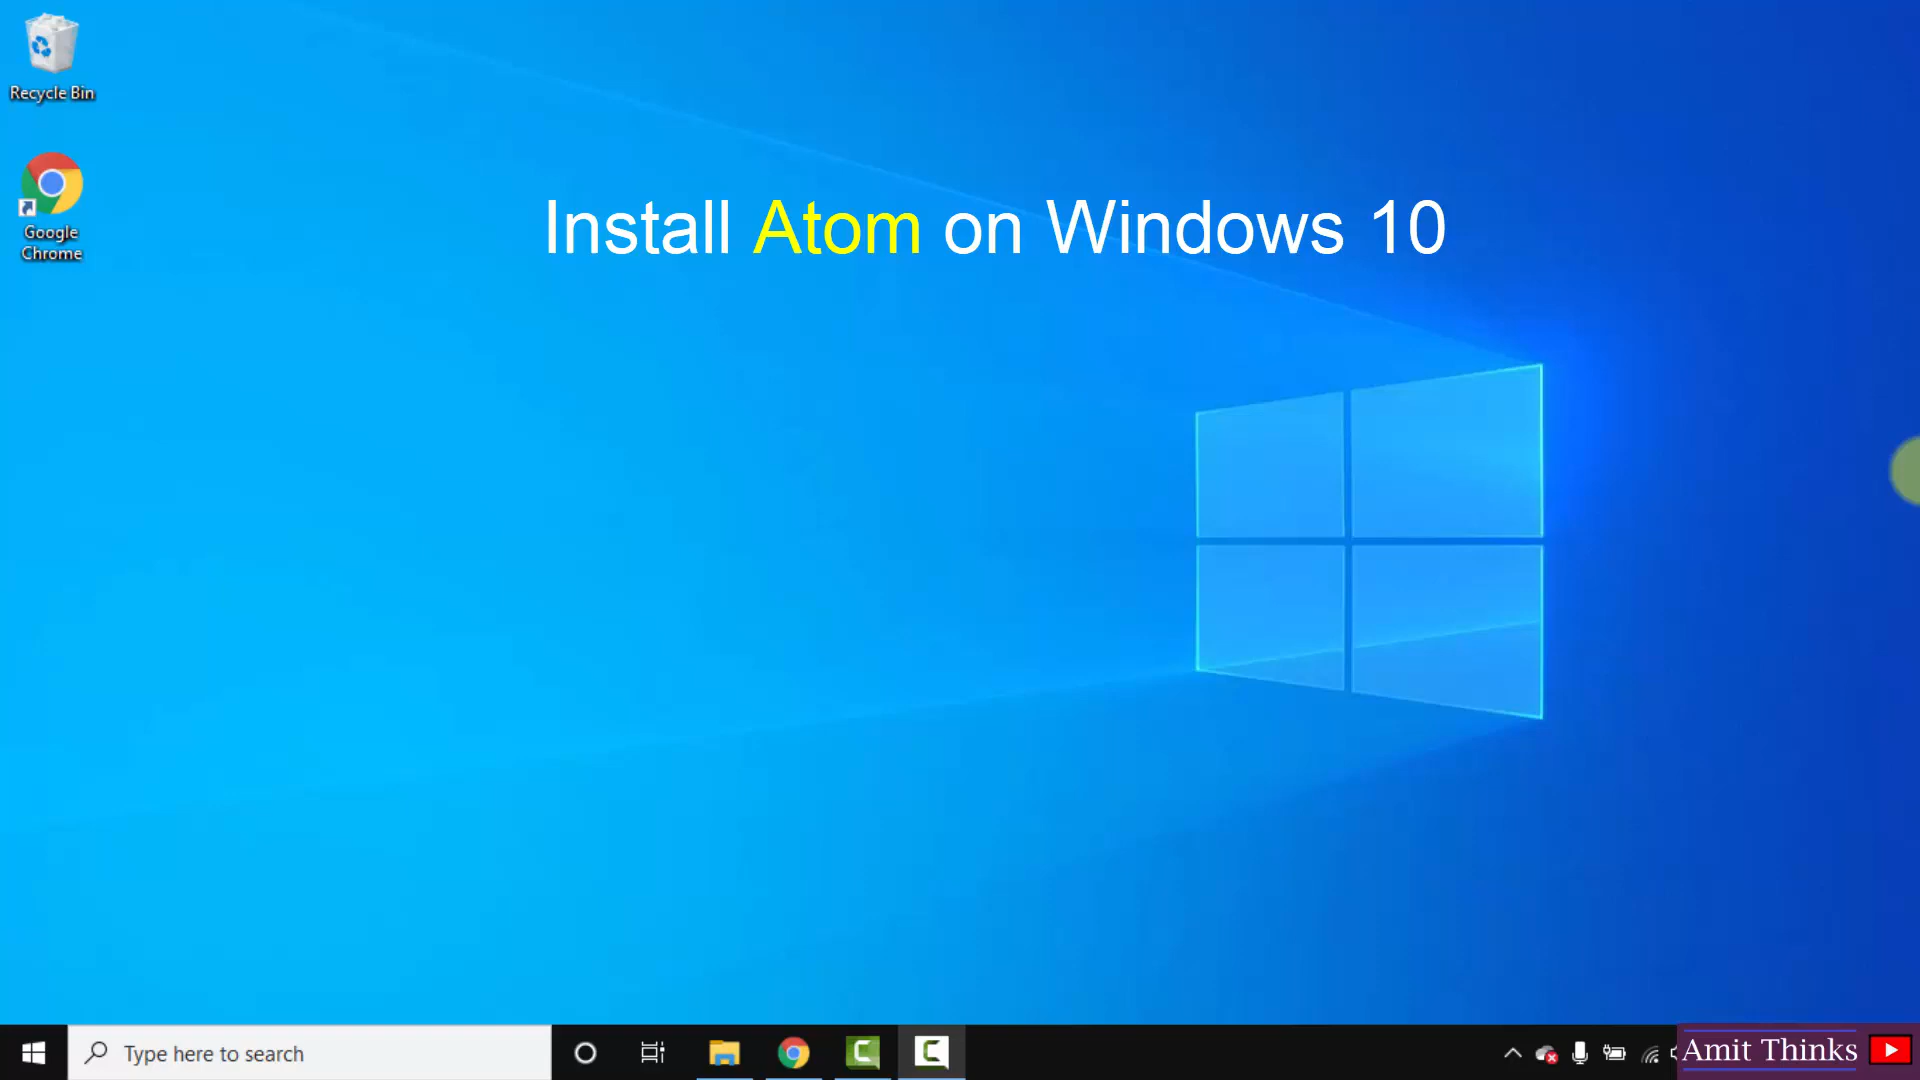 Recycle Bin
Google
Chrome
Install Atom on Windows 10
Type here to search
Amit Thinks